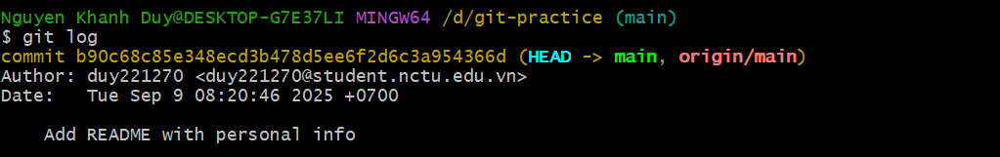 Nguyen Khanh Duy@DESKTOP-G7E37LI MINGW64 /d/git-practice (main)
$ git log
commit b90c68c85e348ecd3b478d5ee6f2d6c3a954366d (HEAD -> main, origin/main)
Author: duy221270 <duy221270@student.nctu.edu.vn>
Date:   Tue Sep 9 08:20:46 2025 +0700
    Add README with personal info